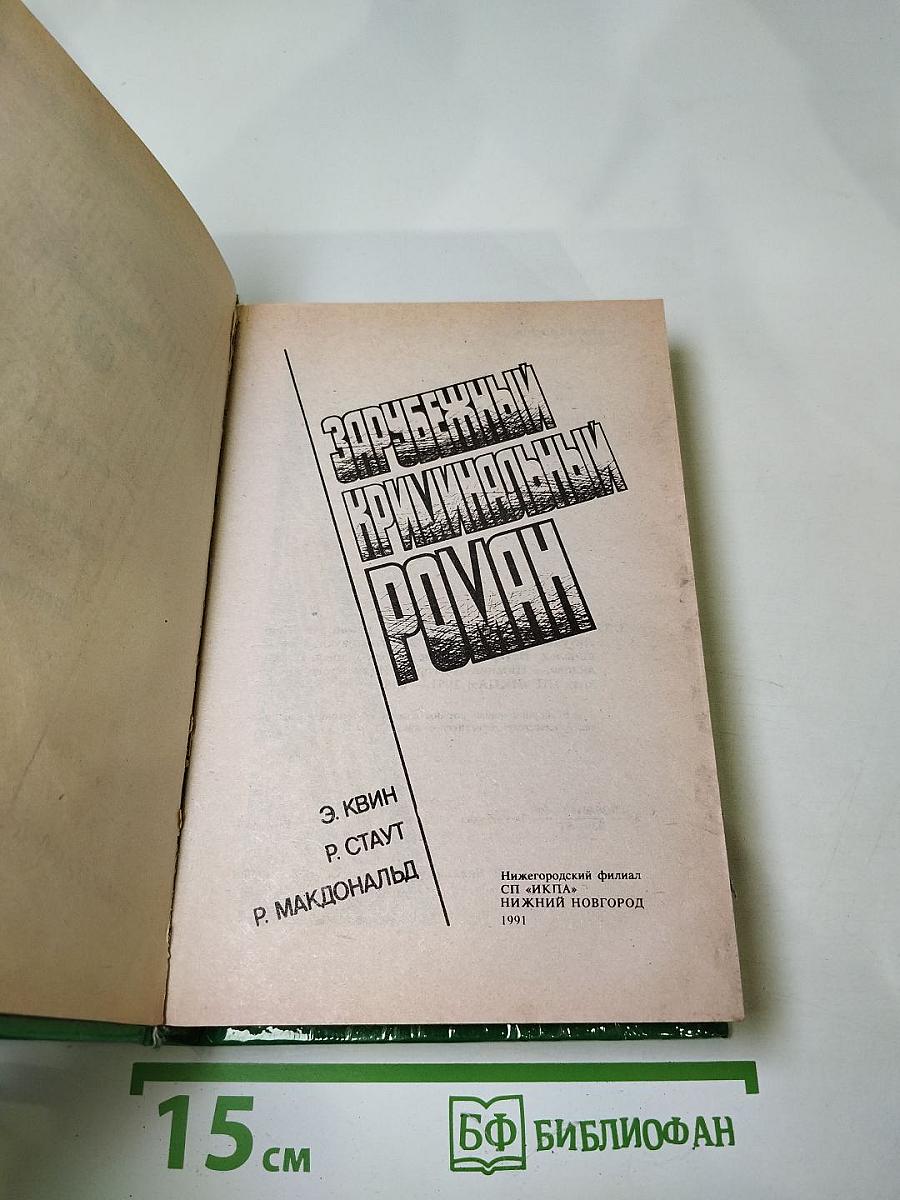 ЗАРУБЕЖНЫЙ
КРИМИНАЛЬНЫЙ
РОМАН
Э. КВИН
Р. СТАУТ
Р. МАКДОНАЛЬД
Нижегородский филиал
СП «ИКПА»
НИЖНИЙ НОВГОРОД
1991
15 см
БФ БИБЛИОФАН